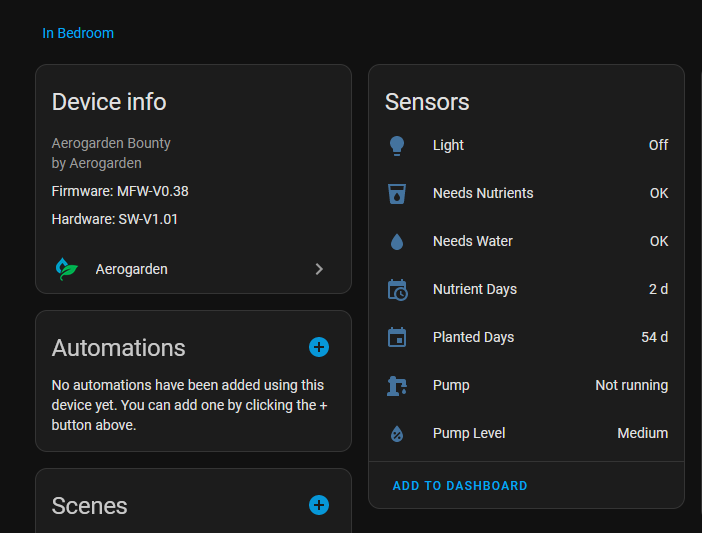 In Bedroom
Device info
Aerogarden Bounty
by Aerogarden
Firmware: MFW-V0.38
Hardware: SW-V1.01
Aerogarden
Automations
No automations have been added using this
device yet. You can add one by clicking the +
button above.
Scenes
Sensors
Light Off
Needs Nutrients OK
Needs Water OK
Nutrient Days 2 d
Planted Days 54 d
Pump Not running
Pump Level Medium
ADD TO DASHBOARD